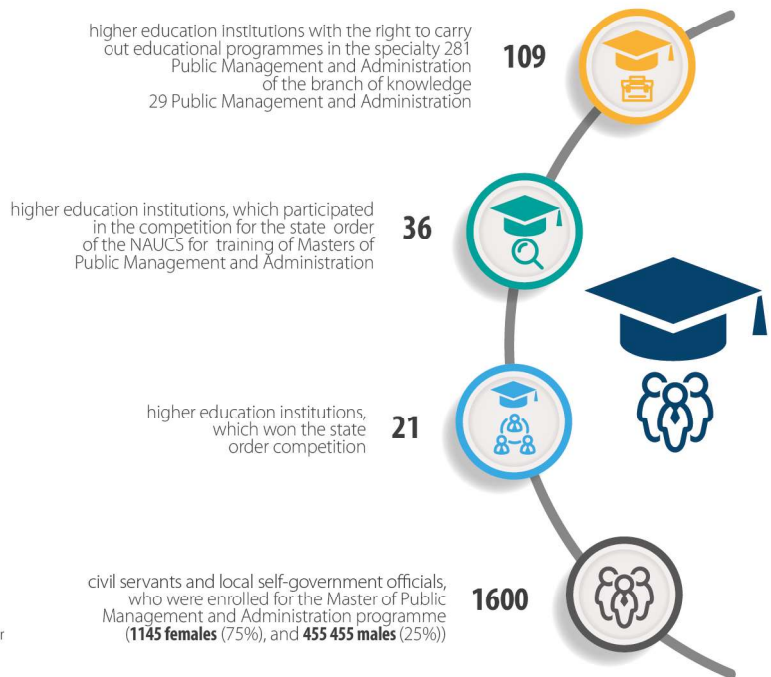 higher education institutions with the right to carry
out educational programmes in the specialty 281
Public Management and Administration
of the branch of knowledge
29 Public Management and Administration
109
higher education institutions, which participated
in the competition for the state order
of the NAUCS for training of Masters of
Public Management and Administration
36
higher education institutions,
which won the state
order competition
21
civil servants and local self-government officials,
who were enrolled for the Master of Public
Management and Administration programme
(1145 females (75%), and 455 455 males (25%))
1600
r